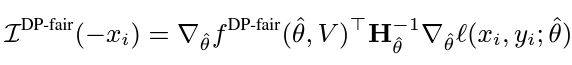 $\mathcal{I}^{\text{DP-fair}}(-x_i) = \nabla_{\hat{\theta}} f^{\text{DP-fair}}(\hat{\theta}, V)^\top \mathbf{H}_{\hat{\theta}}^{-1} \nabla_{\hat{\theta}} \ell(x_i, y_i; \hat{\theta})$